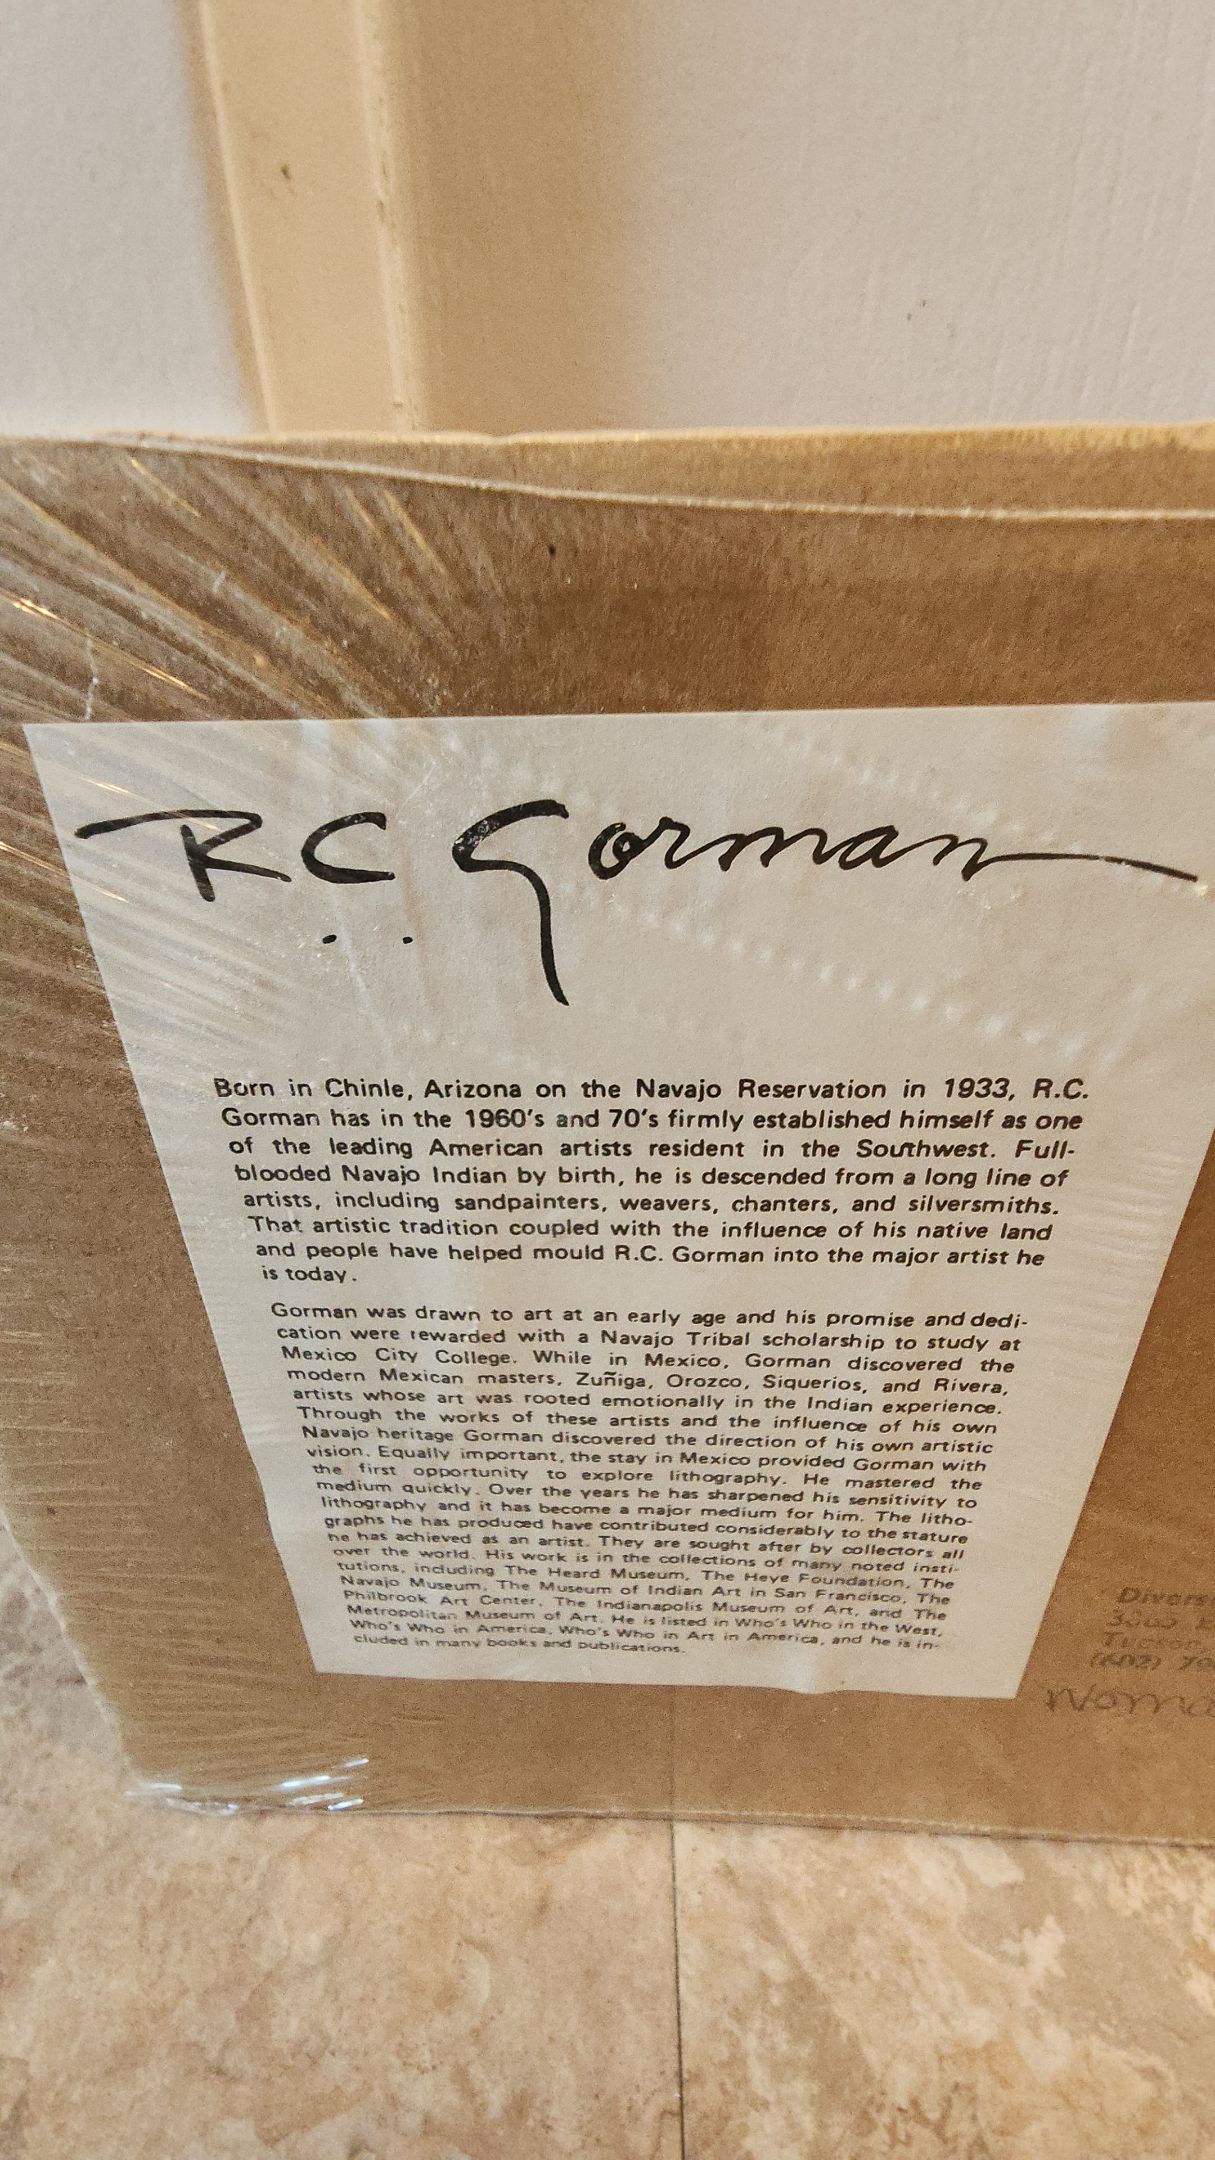 R.C. Gorman
Born in Chinle, Arizona on the Navajo Reservation in 1933, R.C.
Gorman has in the 1960's and 70's firmly established himself as one
of the leading American artists resident in the Southwest. Full-
blooded Navajo Indian by birth, he is descended from a long line of
artists, including sandpainters, weavers, chanters, and silversmiths.
That artistic tradition coupled with the influence of his native land
and people have helped mould R.C. Gorman into the major artist he
is today.
Gorman was drawn to art at an early age and his promise and dedi-
cation were rewarded with a Navajo Tribal scholarship to study at
Mexico City College. While in Mexico, Gorman discovered the
modern Mexican masters, Zuñiga, Orozco, Siquerios, and Rivera,
artists whose art was rooted emotionally in the Indian experience.
Through the works of these artists and the influence of his own
Navajo heritage Gorman discovered the direction of his own artistic
vision. Equally important, the stay in Mexico provided Gorman with
the first opportunity to explore lithography. He mastered the
medium quickly. Over the years he has sharpened his sensitivity to
lithography and it has become a major medium for him. The litho-
graphs he has produced have contributed considerably to the stature
he has achieved as an artist. They are sought after by collectors all
over the world. His work is in the collections of many noted insti-
tutions, including The Heard Museum, The Heye Foundation, The
Navajo Museum, The Museum of Indian Art in San Francisco, The
Philbrook Art Center, The Indianapolis Museum of Art, and The
Metropolitan Museum of Art. He is listed in Who's Who in the West,
Who's Who in America, Who's Who in Art in America, and he is in-
cluded in many books and publications.
(602)